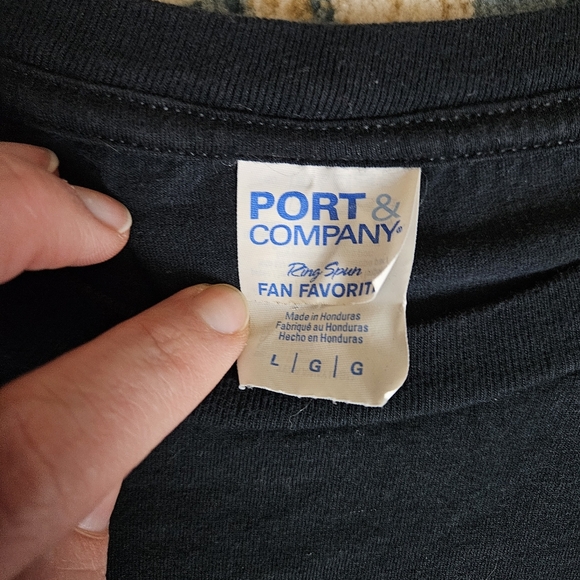 PORT &
COMPANY®
Ring Spun
FAN FAVORIT
Made in Honduras
Fabriqué au Honduras
Hecho en Honduras
L | G | G